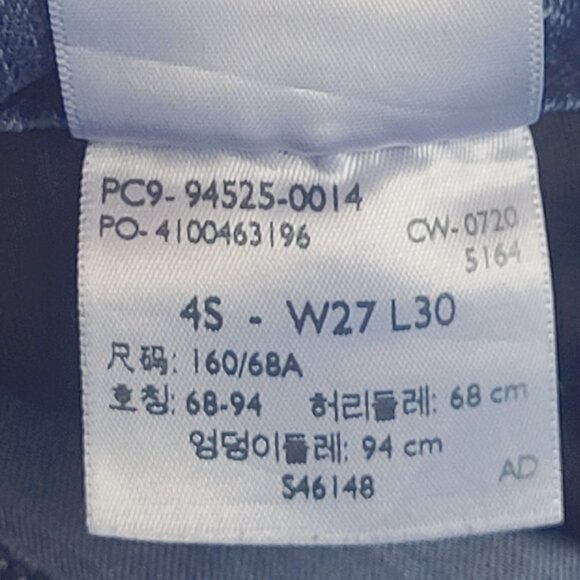 PC9-94525-0014
PO-4100463196 CW-0720
5164
4S - W27 L30
尺码: 160/68A
호칭: 68-94 허리둘레: 68 cm
엉덩이둘레: 94 cm
S46148 AD